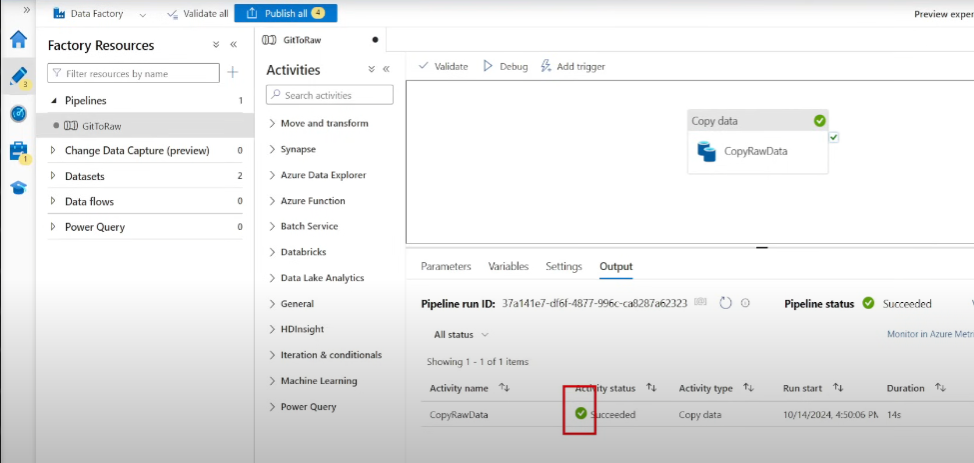 Data Factory
Validate all
Publish all 4
Preview exper
Factory Resources
Filter resources by name
Pipelines 1
GitToRaw
Change Data Capture (preview) 0
Datasets 2
Data flows 0
Power Query 0
3
1
GitToRaw
Activities
Search activities
Move and transform
Synapse
Azure Data Explorer
Azure Function
Batch Service
Databricks
Data Lake Analytics
General
HDInsight
Iteration & conditionals
Machine Learning
Power Query
Validate Debug Add trigger
Copy data
CopyRawData
Parameters Variables Settings Output
Pipeline run ID: 37a141e7-df6f-4877-996c-ca8287a62323 Pipeline status Succeeded
All status Monitor in Azure Metr
Showing 1 - 1 of 1 items
Activity name Activity status Activity type Run start Duration
CopyRawData Succeeded Copy data 10/14/2024, 4:50:06 PM 14s